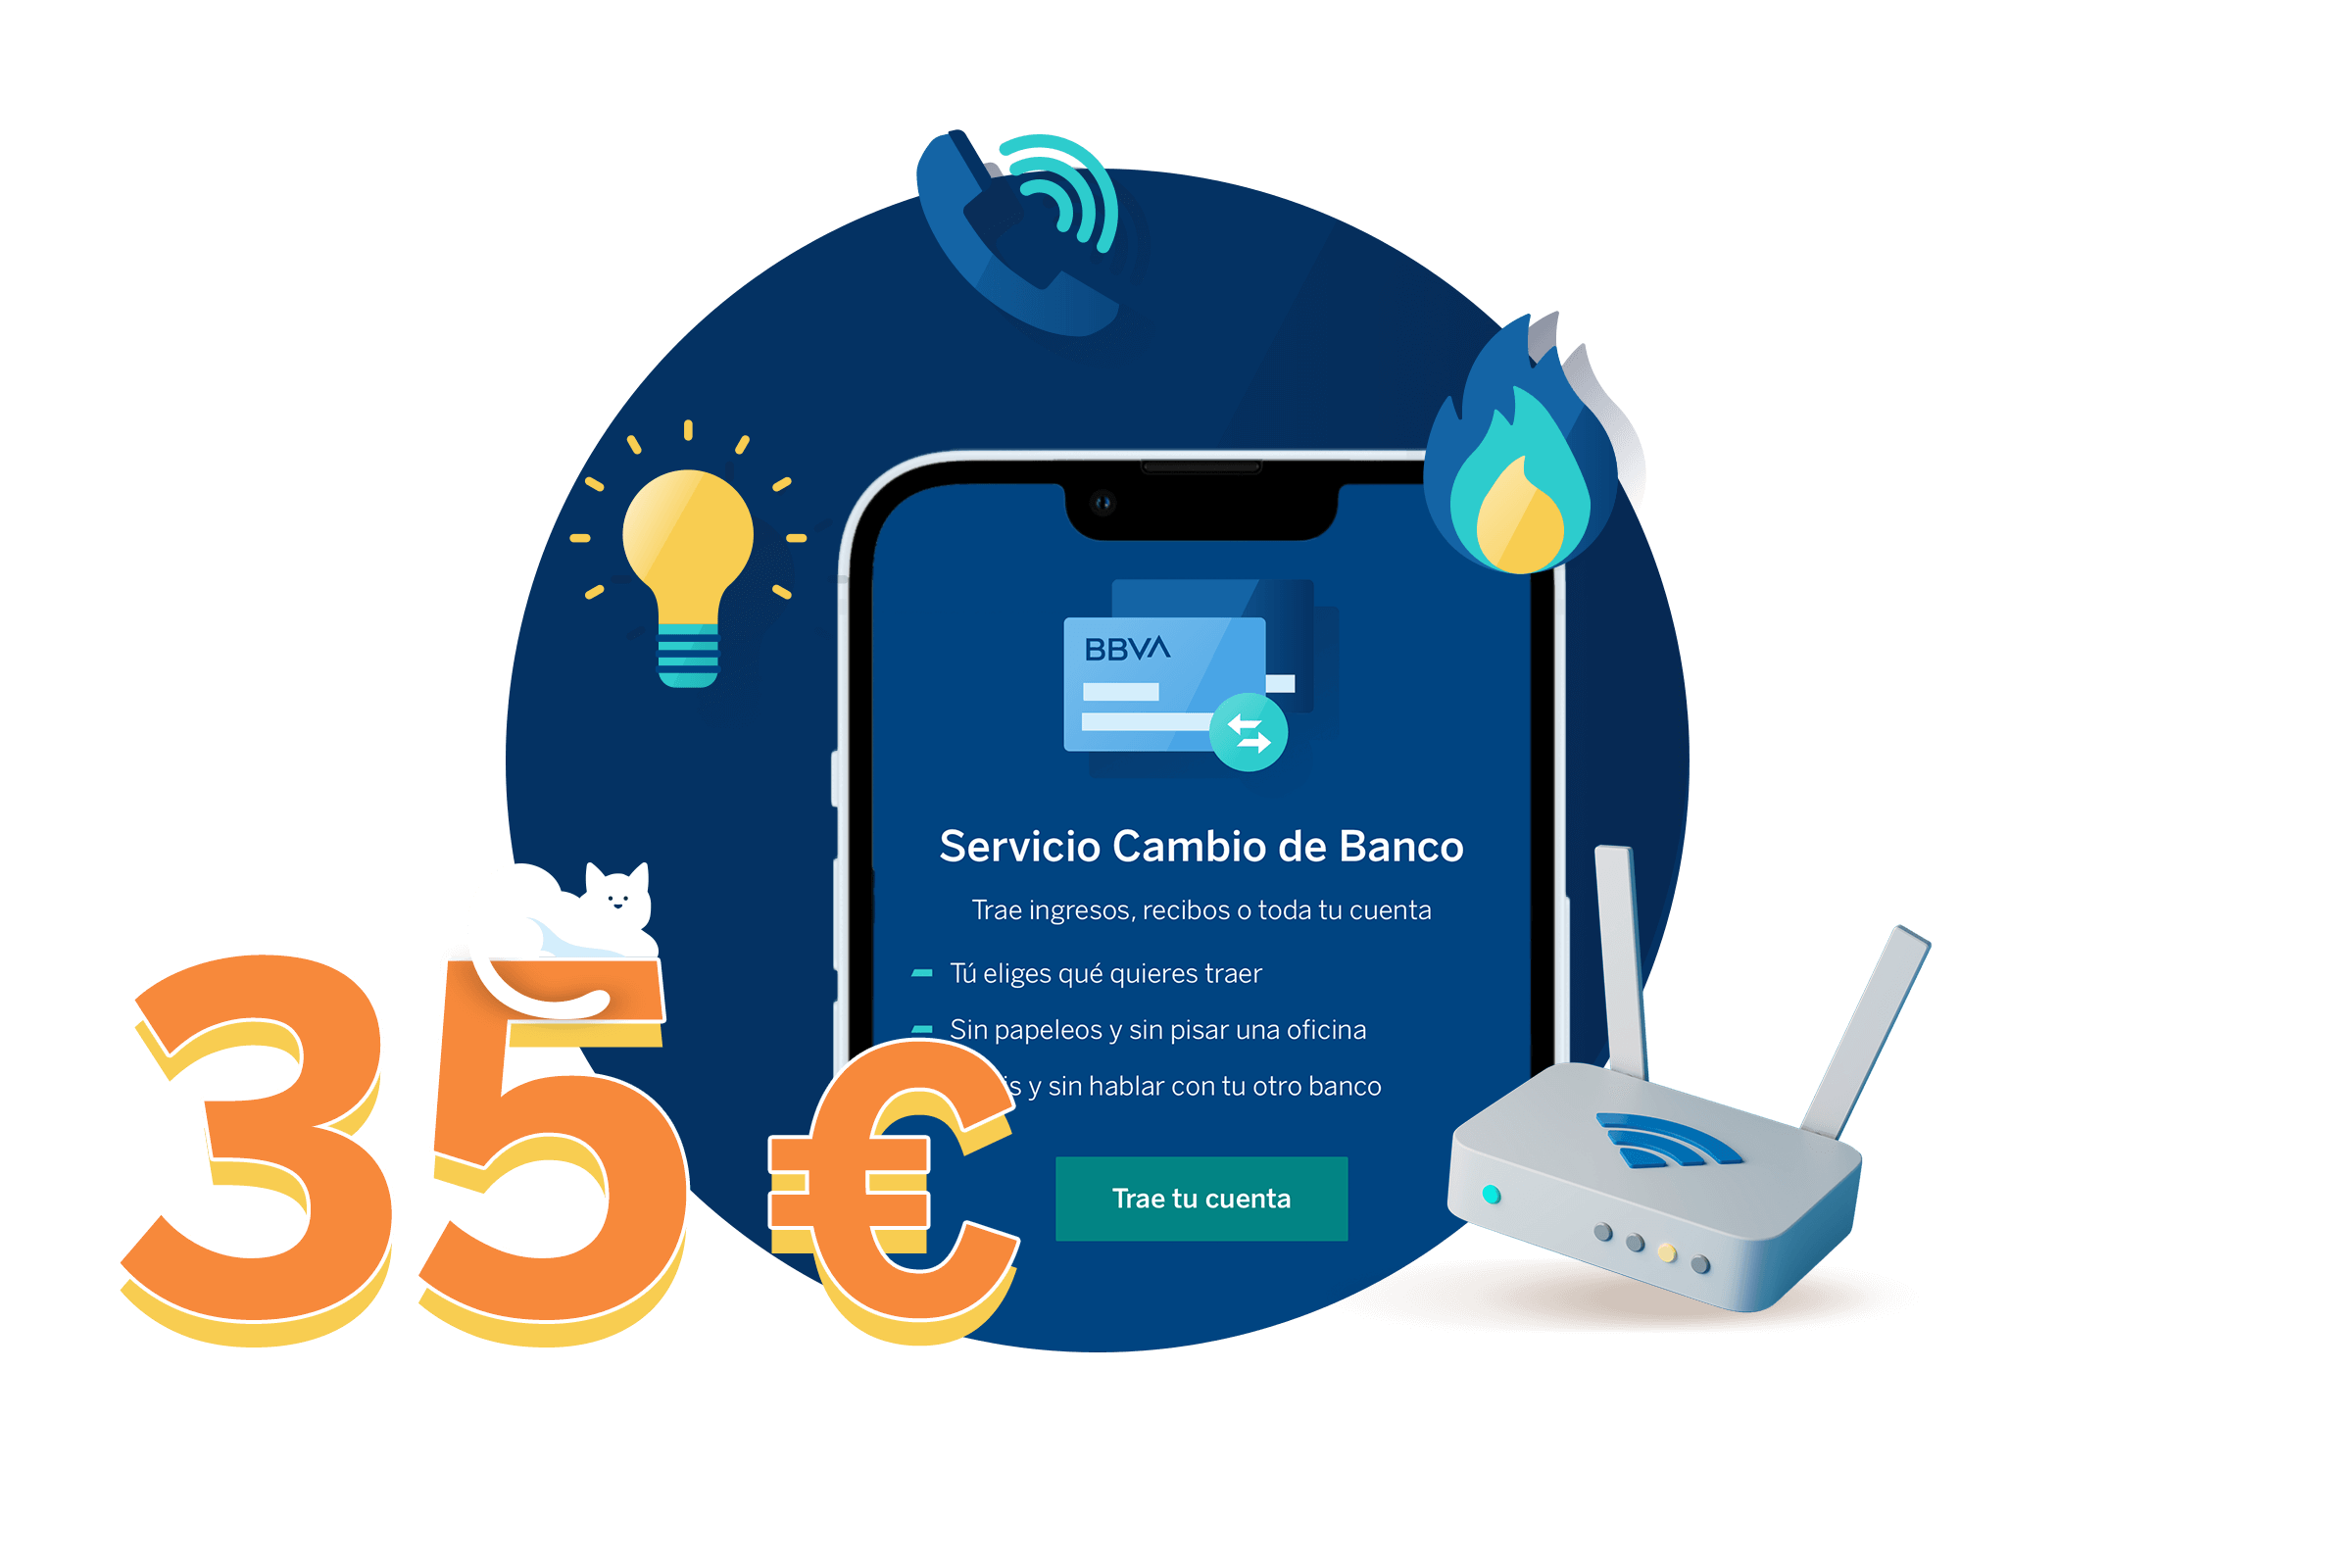 BBVA
Servicio Cambio de Banco
Trae ingresos, recibos o toda tu cuenta
Tú eliges qué quieres traer
Sin papeleos y sin pisar una oficina
y sin hablar con tu otro banco
Trae tu cuenta
35 €